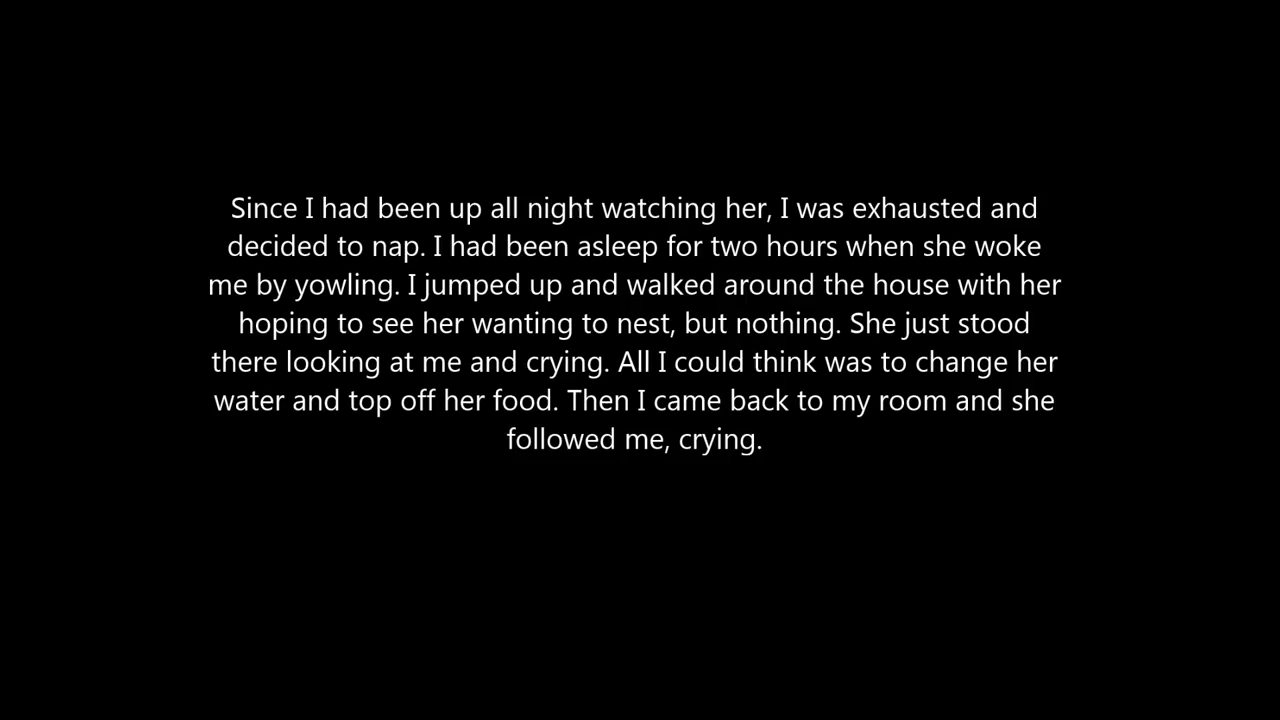 Since I had been up all night watching her, I was exhausted and
decided to nap. I had been asleep for two hours when she woke
me by yowling. I jumped up and walked around the house with her
hoping to see her wanting to nest, but nothing. She just stood
there looking at me and crying. All I could think was to change her
water and top off her food. Then I came back to my room and she
followed me, crying.